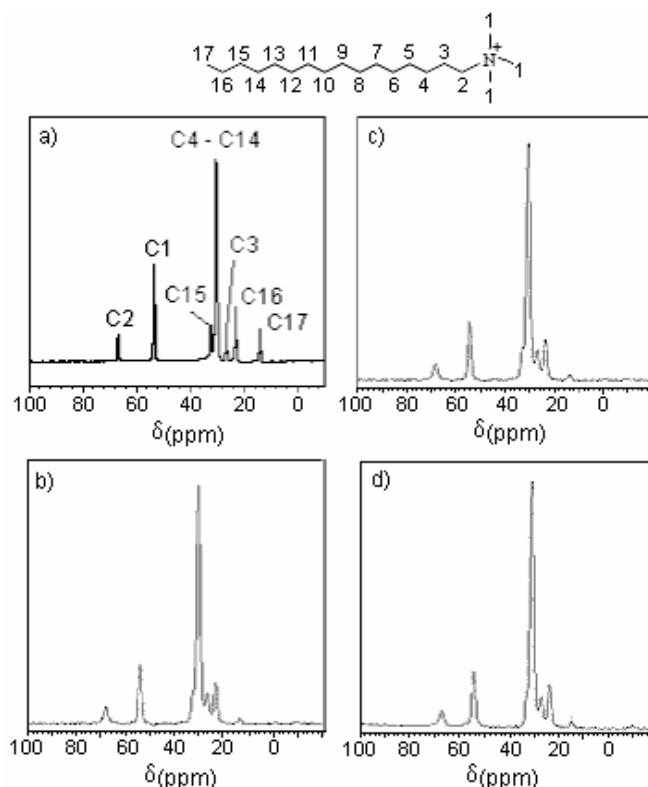 1 1
17 15 13 11 9 7 5 3 N+ 1
16 14 12 10 8 6 4 2 1
a)
C4 - C14
C1
C3
C15
C16
C2
C17
100 80 60 40 20 0
δ(ppm)
c)
100 80 60 40 20 0
δ(ppm)
b)
100 80 60 40 20 0
δ(ppm)
d)
100 80 60 40 20 0
δ(ppm)